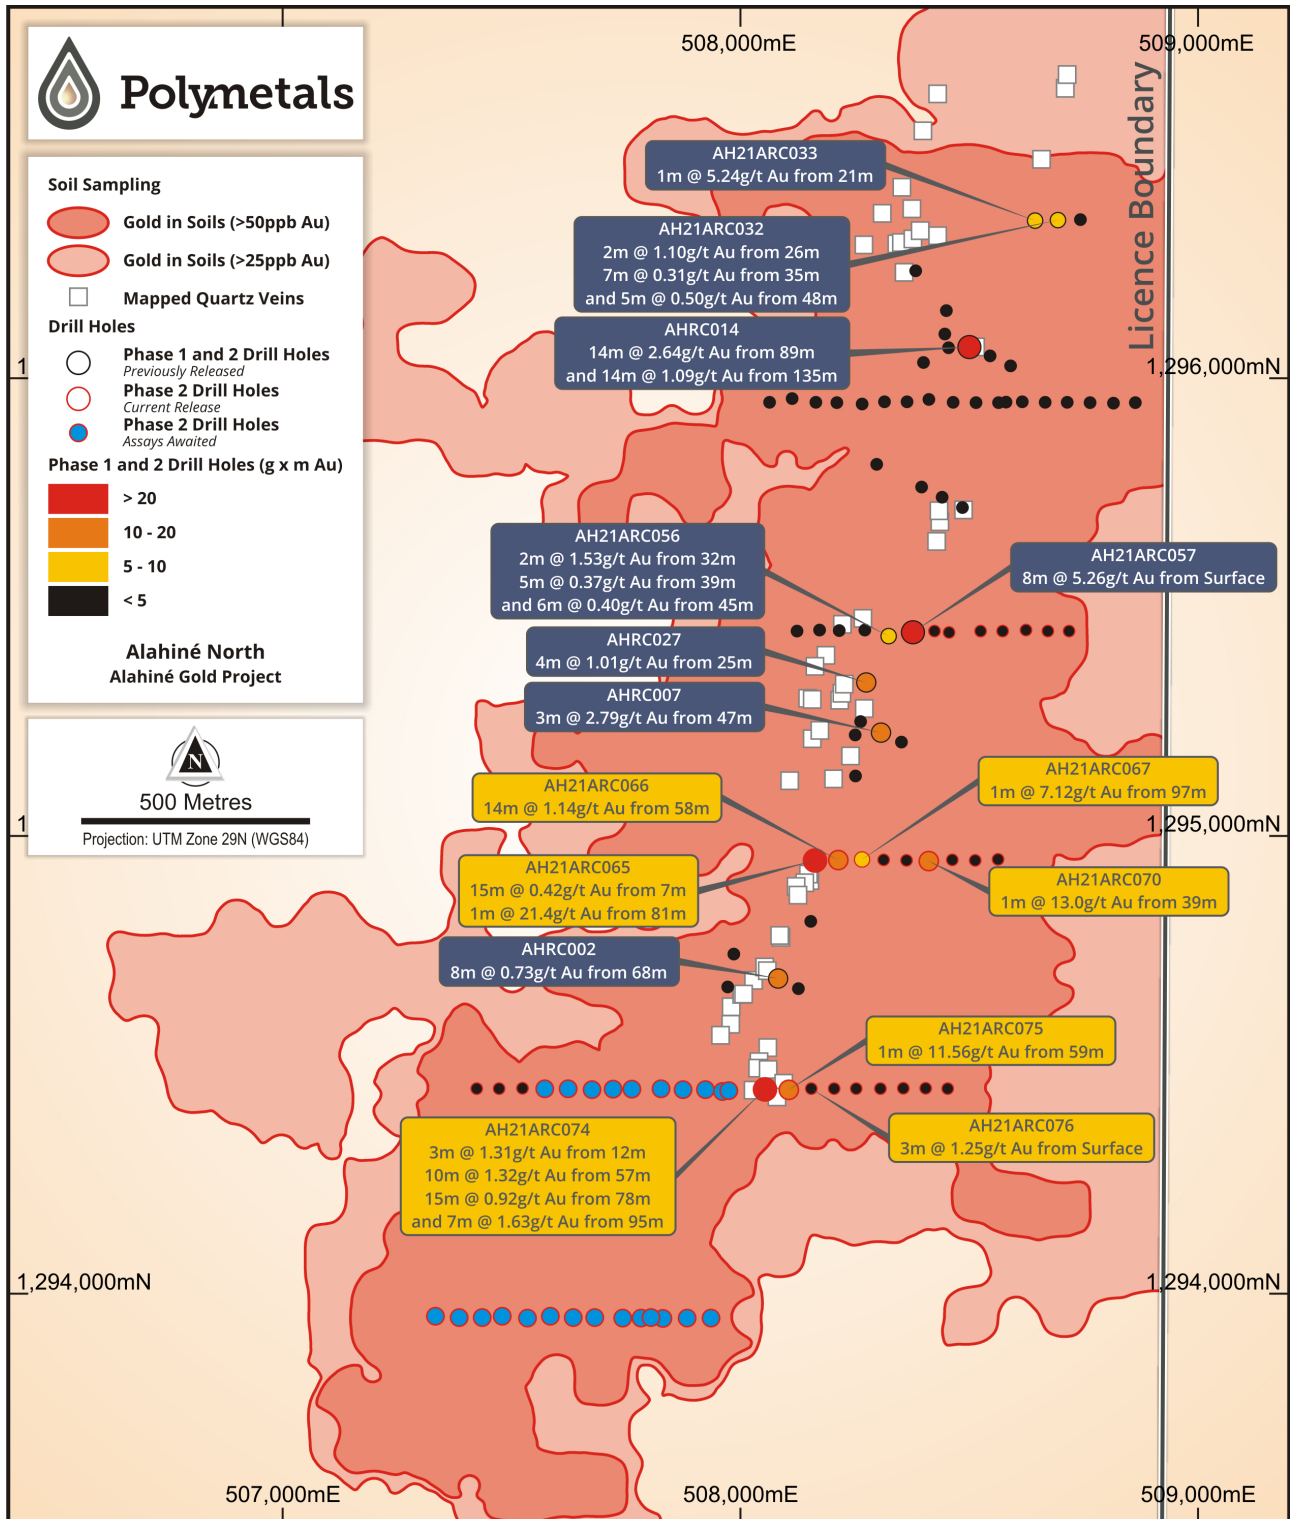 508,000mE
509,000mE
Polymetals
Licence Boundary
Soil Sampling
Gold in Soils (>50ppb Au)
Gold in Soils (>25ppb Au)
Mapped Quartz Veins
Drill Holes
Phase 1 and 2 Drill Holes
Previously Released
Phase 2 Drill Holes
Current Release
Phase 2 Drill Holes
Assays Awaited
Phase 1 and 2 Drill Holes (g x m Au)
> 20
10 - 20
5 - 10
< 5
Alahiné North
Alahiné Gold Project
N
500 Metres
Projection: UTM Zone 29N (WGS84)
AH21ARC033
1m @ 5.24g/t Au from 21m
AH21ARC032
2m @ 1.10g/t Au from 26m
7m @ 0.31g/t Au from 35m
and 5m @ 0.50g/t Au from 48m
AHRC014
14m @ 2.64g/t Au from 89m
and 14m @ 1.09g/t Au from 135m
1
1,296,000mN
AH21ARC056
2m @ 1.53g/t Au from 32m
5m @ 0.37g/t Au from 39m
and 6m @ 0.40g/t Au from 45m
AH21ARC057
8m @ 5.26g/t Au from Surface
AHRC027
4m @ 1.01g/t Au from 25m
AHRC007
3m @ 2.79g/t Au from 47m
AH21ARC066
14m @ 1.14g/t Au from 58m
AH21ARC067
1m @ 7.12g/t Au from 97m
1
1,295,000mN
AH21ARC065
15m @ 0.42g/t Au from 7m
1m @ 21.4g/t Au from 81m
AH21ARC070
1m @ 13.0g/t Au from 39m
AHRC002
8m @ 0.73g/t Au from 68m
AH21ARC075
1m @ 11.56g/t Au from 59m
AH21ARC076
3m @ 1.25g/t Au from Surface
AH21ARC074
3m @ 1.31g/t Au from 12m
10m @ 1.32g/t Au from 57m
15m @ 0.92g/t Au from 78m
and 7m @ 1.63g/t Au from 95m
1,294,000mN
1,294,000mN
507,000mE
508,000mE
509,000mE